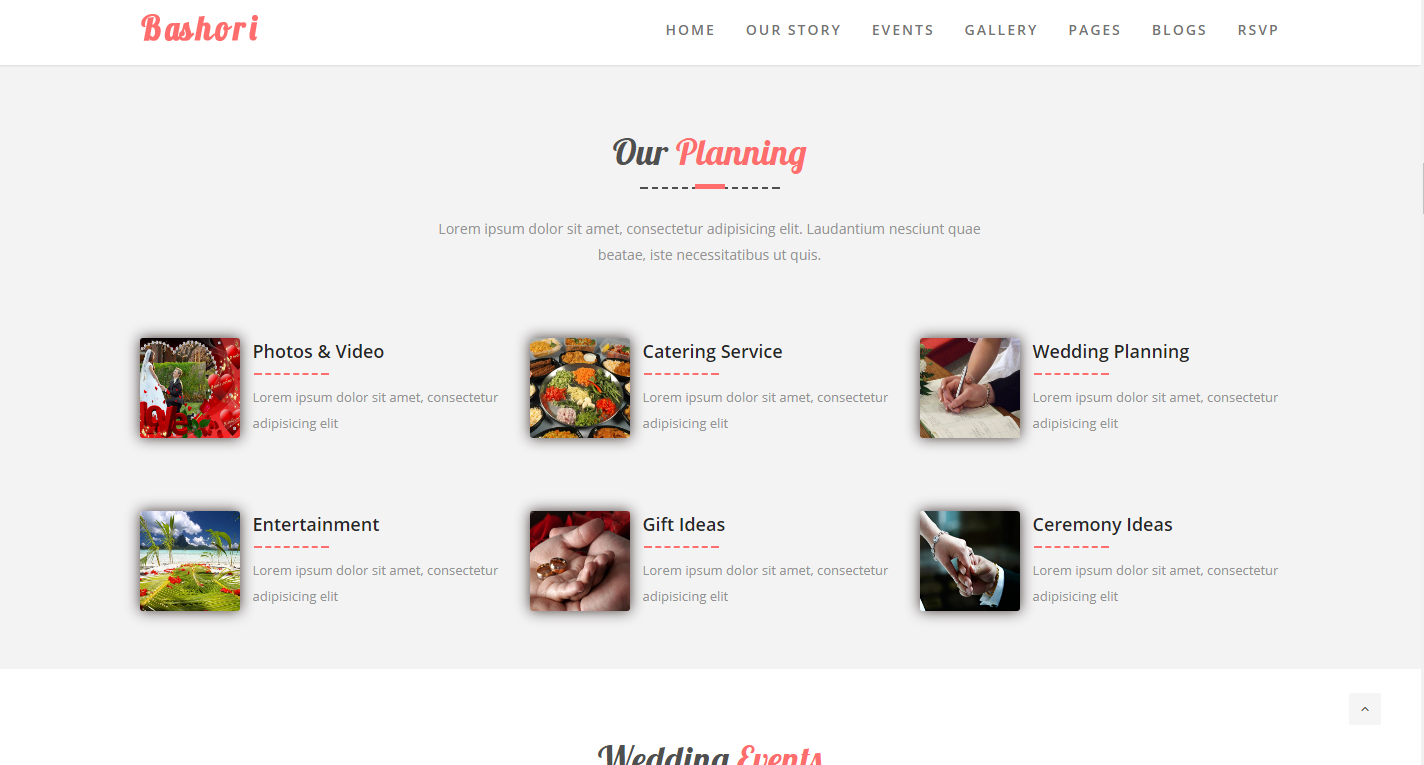 Bashori
HOME OUR STORY EVENTS GALLERY PAGES BLOGS RSVP
Our Planning
Lorem ipsum dolor sit amet, consectetur adipisicing elit. Laudantium nesciunt quae
beatae, iste necessitatibus ut quis.
Photos & Video
Lorem ipsum dolor sit amet, consectetur
adipisicing elit
Catering Service
Lorem ipsum dolor sit amet, consectetur
adipisicing elit
Wedding Planning
Lorem ipsum dolor sit amet, consectetur
adipisicing elit
Entertainment
Lorem ipsum dolor sit amet, consectetur
adipisicing elit
Gift Ideas
Lorem ipsum dolor sit amet, consectetur
adipisicing elit
Ceremony Ideas
Lorem ipsum dolor sit amet, consectetur
adipisicing elit
Wedding Events